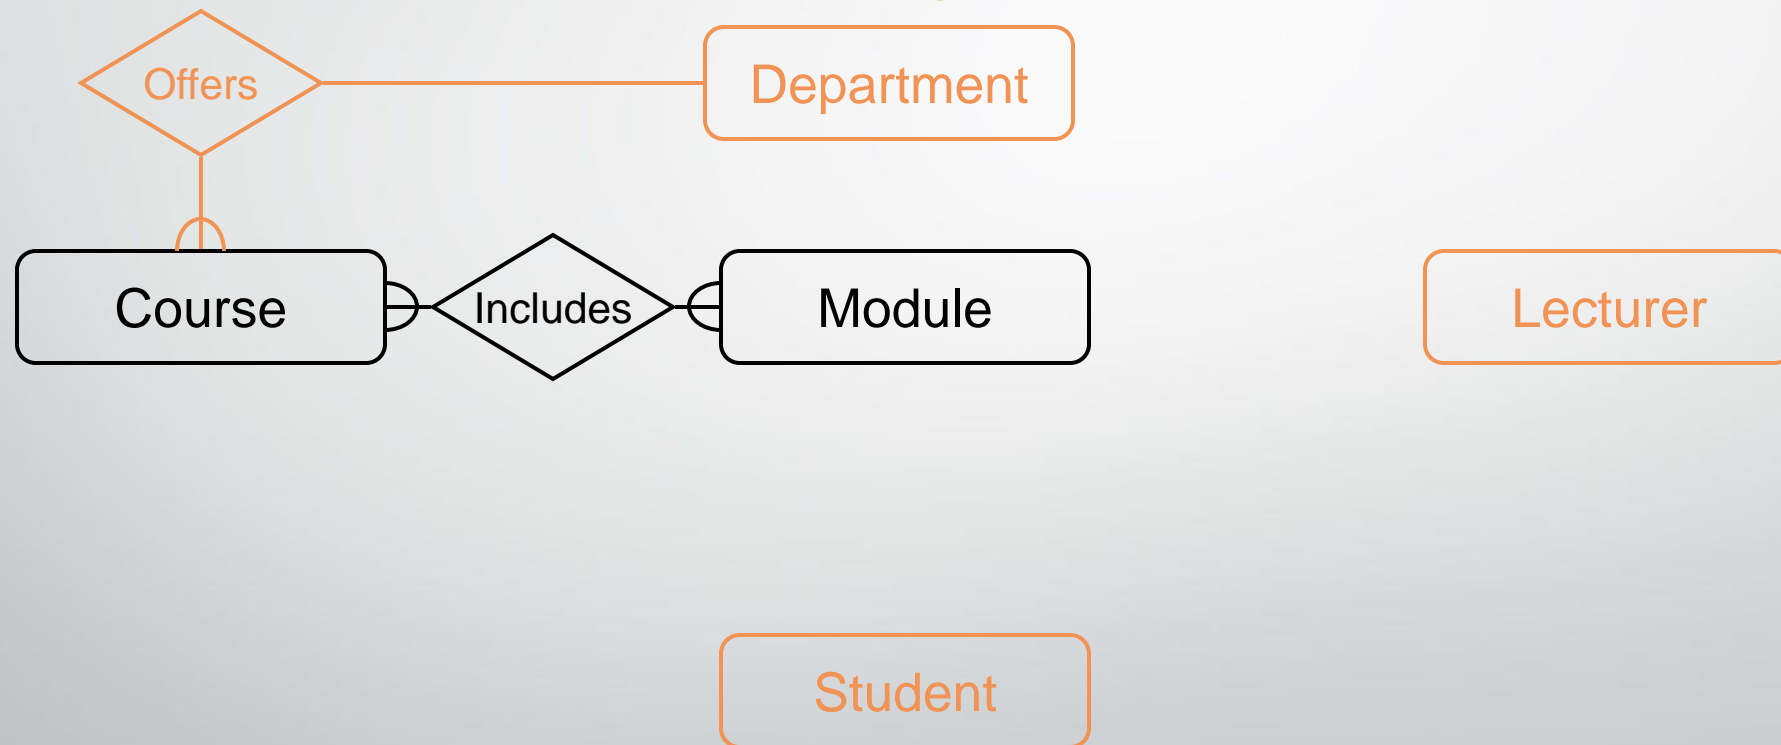 Offers
Department
Course
Includes
Module
Lecturer
Student